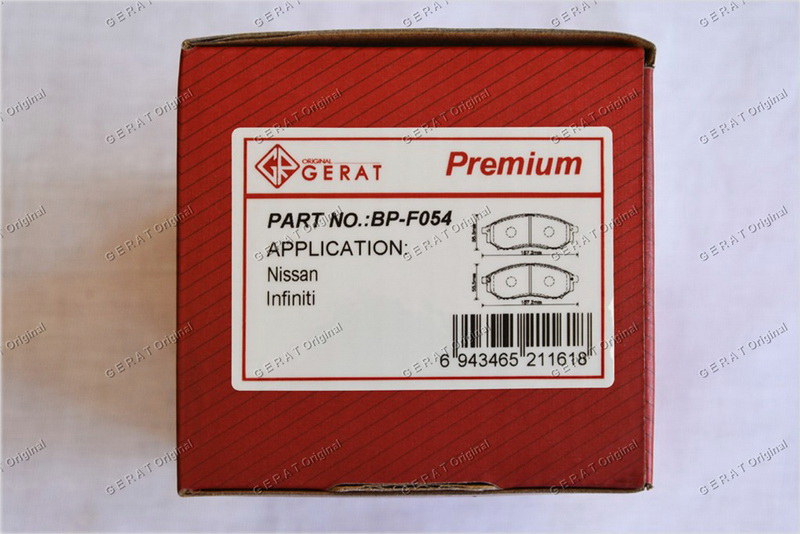 ORIGINAL
GERAT
Premium
PART NO.:BP-F054
APPLICATION:
Nissan
Infiniti
6 943465 211618
GERAT Original